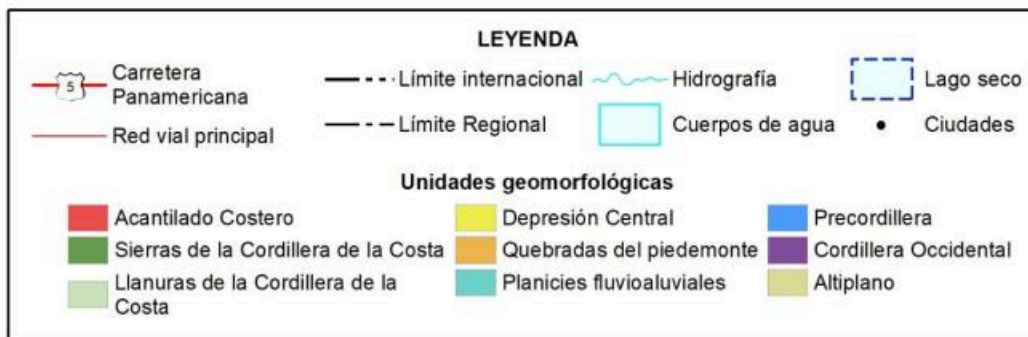 LEYENDA
5
Carretera
Panamericana
Límite internacional
Hidrografía
Lago seco
Red vial principal
Límite Regional
Cuerpos de agua
Ciudades
Unidades geomorfológicas
Acantilado Costero
Depresión Central
Precordillera
Sierras de la Cordillera de la Costa
Quebradas del piedemonte
Cordillera Occidental
Llanuras de la Cordillera de la
Costa
Planicies fluvioaluviales
Altiplano